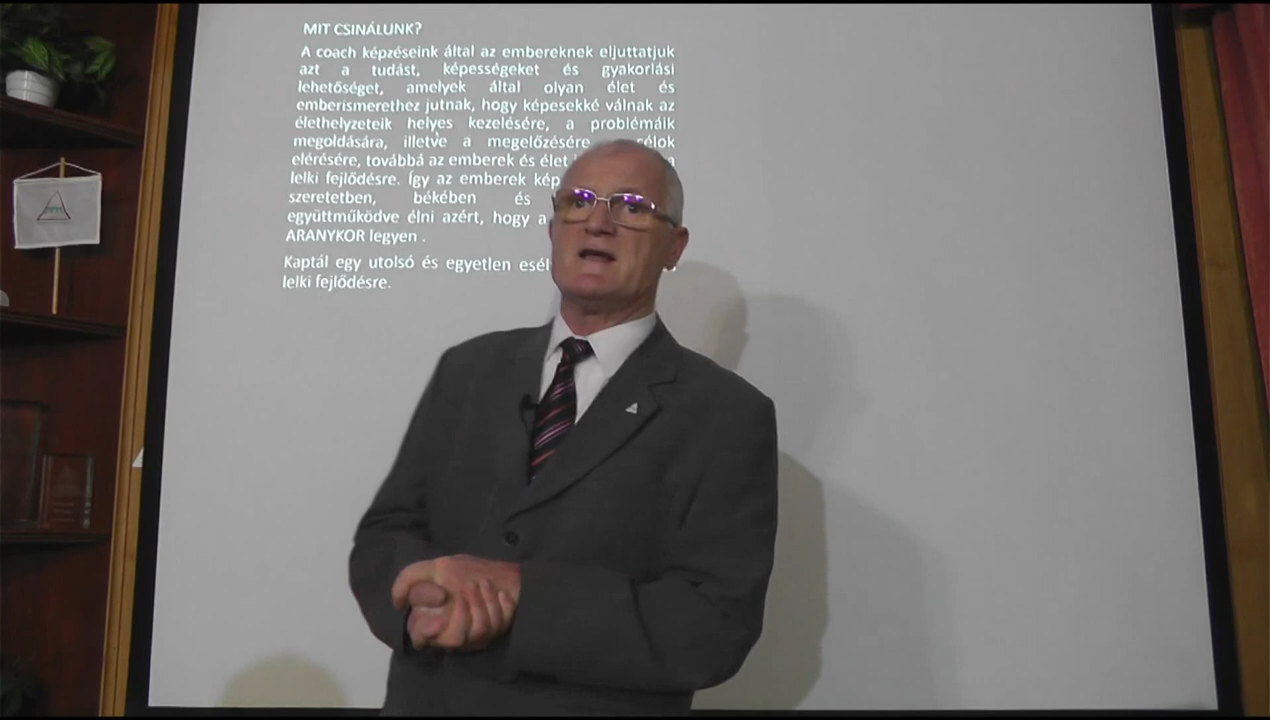 MIT CSINÁLUNK?
A coach képzéseink által az embereknek eljuttatjuk
azt a tudást, képességeket és gyakorlási
lehetőséget, amelyek által olyan élet és
emberismerethez jutnak, hogy képesekké válnak az
élethelyzeteik helyes kezelésére, a problémáik
megoldására, illetve a megelőzésére célok
elérésére, továbbá az emberek és élet
lelki fejlődésre. Így az emberek
szeretetben, békében és
együttműködve élni azért, hogy a
ARANYKOR legyen .
Kaptál egy utolsó és egyetlen
lelki fejlődésre.